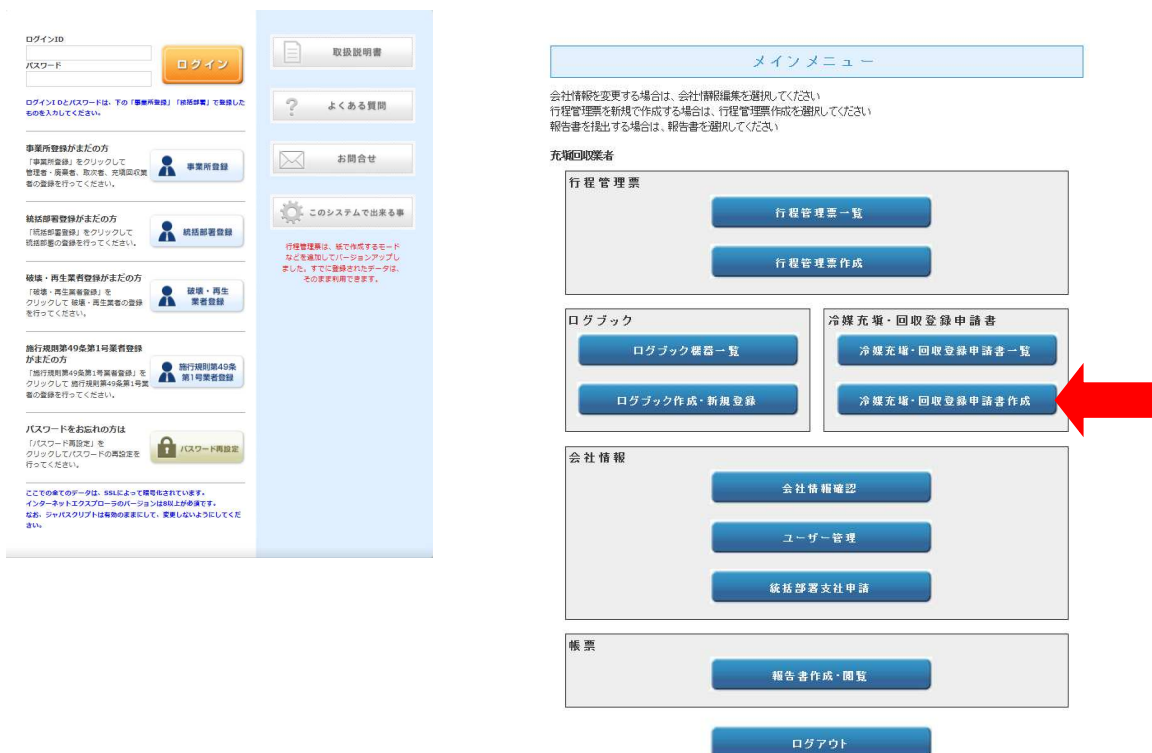 ログインID
パスワード
ログイン
ログインIDとパスワードは、下の「事業所登録」「統括部署」で登録した
ものを入力してください。
事業所登録がまだの方
「事業所登録」をクリックして
管理者・廃棄者、取次者、充填回収業
者の登録を行ってください。
事業所登録
統括部署登録がまだの方
「統括部署登録」をクリックして
統括部署の登録を行ってください。
統括部署登録
破壊・再生業者登録がまだの方
「破壊・再生業者登録」を
クリックして 破壊・再生業者の登録
を行ってください。
破壊・再生
業者登録
施行規則第49条第1号業者登録
がまだの方
「施行規則第49条第1号業者登録」を
クリックして 施行規則第49条第1号業
者の登録を行ってください。
施行規則第49条
第1号業者登録
パスワードをお忘れの方は
「パスワード再設定」を
クリックしてパスワードの再設定を
行ってください。
パスワード再設定
ここでの全てのデータは、SSLによって暗号化されています。
インターネットエクスプローラのバージョンは8以上が必須です。
なお、ジャバスクリプトは有効のままにして、変更しないようにしてくだ
さい。
取扱説明書
よくある質問
お問合せ
このシステムで出来る事
行程管理票は、紙で作成するモード
などを追加してバージョンアップし
ました。すでに登録されたデータは、
そのまま利用できます。
メインメニュー
会社情報を変更する場合は、会社情報編集を選択してください
行程管理票を新規で作成する場合は、行程管理票作成を選択してください
報告書を提出する場合は、報告書を選択してください
充填回収業者
行程管理票
行程管理票一覧
行程管理票作成
ログブック
ログブック機器一覧
ログブック作成・新規登録
冷媒充填・回収登録申請書
冷媒充填・回収登録申請書一覧
冷媒充填・回収登録申請書作成
会社情報
会社情報確認
ユーザー管理
統括部署支社申請
帳票
報告書作成・閲覧
ログアウト